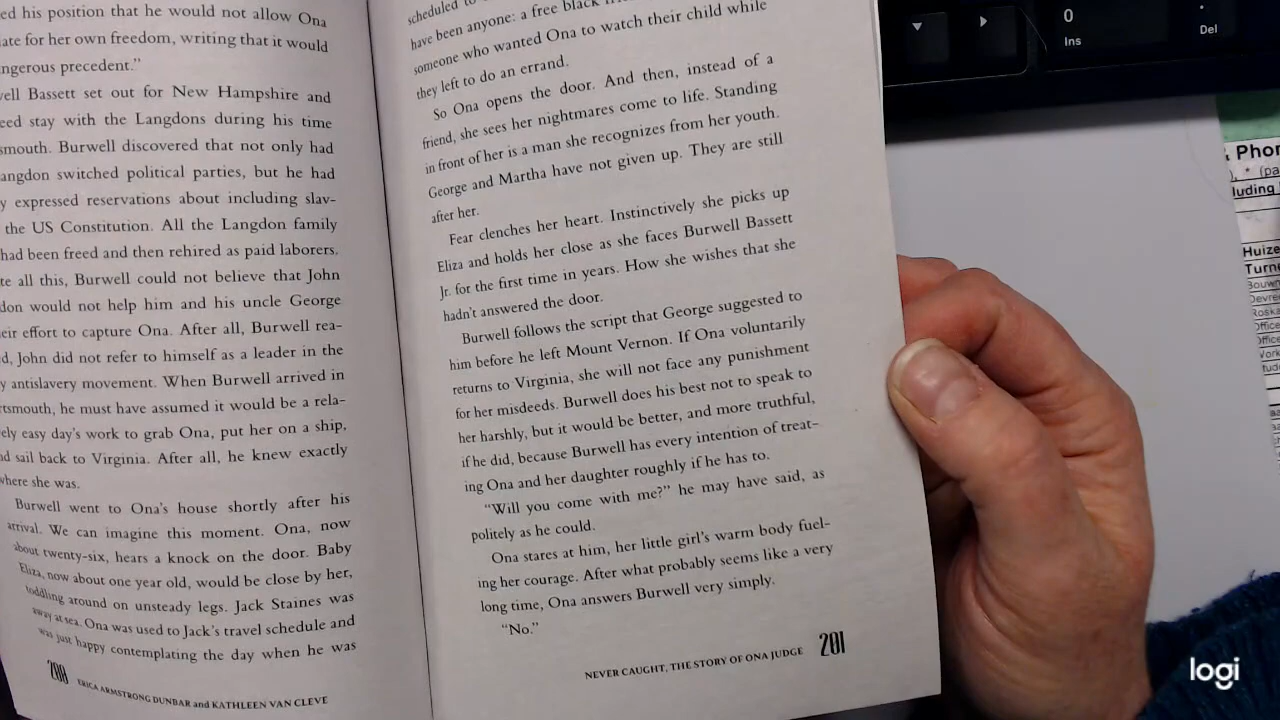 ed his position that he would not allow Ona
ate for her own freedom, writing that it would
ngerous precedent."
ell Bassett set out for New Hampshire and
eed stay with the Langdons during his time
smouth. Burwell discovered that not only had
angdon switched political parties, but he had
y expressed reservations about including slav-
the US Constitution. All the Langdon family
had been freed and then rehired as paid laborers.
te all this, Burwell could not believe that John
don would not help him and his uncle George
eir effort to capture Ona. After all, Burwell rea-
d, John did not refer to himself as a leader in the
y antislavery movement. When Burwell arrived in
rtsmouth, he must have assumed it would be a rela-
ely easy day's work to grab Ona, put her on a ship,
nd sail back to Virginia. After all, he knew exactly
where she was.
Burwell went to Ona's house shortly after his
arrival. We can imagine this moment. Ona, now
about twenty-six, hears a knock on the door. Baby
Eliza, now about one year old, would be close by her,
toddling around on unsteady legs. Jack Staines was
away at sea. Ona was used to Jack's travel schedule and
was just happy contemplating the day when he was
200 ERICA ARMSTRONG DUNBAR and KATHLEEN VAN CLEVE
scheduled to
have been anyone: a free black
someone who wanted Ona to watch their child while
they left to do an errand.
So Ona opens the door. And then, instead of a
friend, she sees her nightmares come to life. Standing
in front of her is a man she recognizes from her youth.
George and Martha have not given up. They are still
after her.
Fear clenches her heart. Instinctively she picks up
Eliza and holds her close as she faces Burwell Bassett
Jr. for the first time in years. How she wishes that she
hadn't answered the door.
Burwell follows the script that George suggested to
him before he left Mount Vernon. If Ona voluntarily
returns to Virginia, she will not face any punishment
for her misdeeds. Burwell does his best not to speak to
her harshly, but it would be better, and more truthful,
if he did, because Burwell has every intention of treat-
ing Ona and her daughter roughly if he has to.
"Will you come with me?" he may have said, as
politely as he could.
Ona stares at him, her little girl's warm body fuel-
ing her courage. After what probably seems like a very
long time, Ona answers Burwell very simply.
"No."
NEVER CAUGHT, THE STORY OF ONA JUDGE 201
0
Ins
Del
& Phon
luding
Huize
Turne
logi